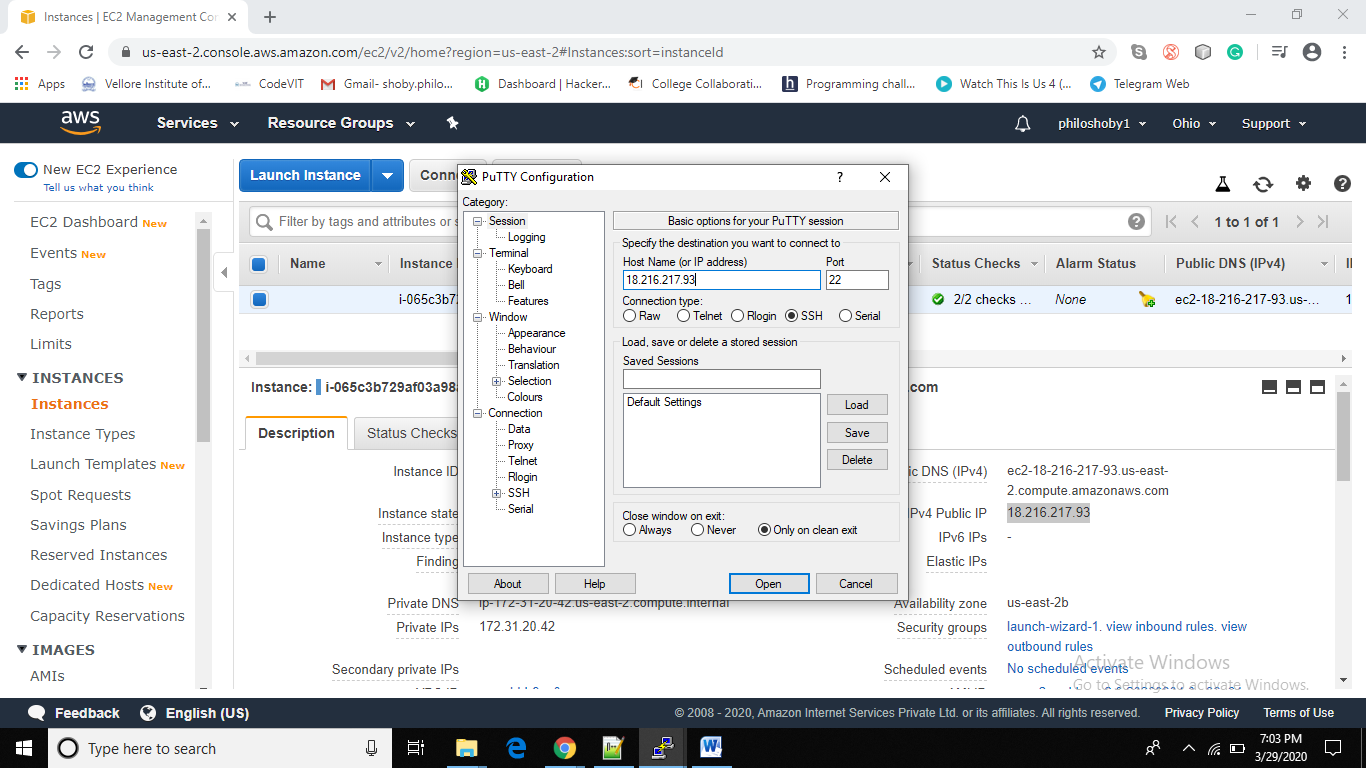 Instances | EC2 Management Con
us-east-2.console.aws.amazon.com/ec2/v2/home?region=us-east-2#Instances:sort=instanceId
Apps
Vellore Institute of...
CodeVIT
Gmail- shoby.philo...
Dashboard | Hacker...
College Collaborati...
Programming chall...
Watch This Is Us 4 (...
Telegram Web
aws
Services
Resource Groups
philoshoby1
Ohio
Support
New EC2 Experience
Tell us what you think
EC2 Dashboard New
Events New
Tags
Reports
Limits
INSTANCES
Instances
Instance Types
Launch Templates New
Spot Requests
Savings Plans
Reserved Instances
Dedicated Hosts New
Capacity Reservations
IMAGES
AMIs
Launch Instance
Conn
Filter by tags and attributes or s
1 to 1 of 1
Name
Instance
Status Checks
Alarm Status
Public DNS (IPv4)
i-065c3b7
2/2 checks ...
None
ec2-18-216-217-93.us-...
Instance: i-065c3b729af03a98
.com
Description
Status Checks
Instance ID
Instance state
Instance type
Finding
Private DNS
ip-172-31-20-42.us-east-2.compute.internal
Private IPs
172.31.20.42
Secondary private IPs
ic DNS (IPv4)
ec2-18-216-217-93.us-east-
2.compute.amazonaws.com
IPv4 Public IP
18.216.217.93
IPv6 IPs
-
Elastic IPs
Availability zone
us-east-2b
Security groups
launch-wizard-1. view inbound rules. view
outbound rules
Scheduled events
No scheduled events
Activate Windows
Go to Settings to activate Windows.
PuTTY Configuration
?
Category:
Session
Logging
Terminal
Keyboard
Bell
Features
Window
Appearance
Behaviour
Translation
Selection
Colours
Connection
Data
Proxy
Telnet
Rlogin
SSH
Serial
Basic options for your PuTTY session
Specify the destination you want to connect to
Host Name (or IP address)
Port
18.216.217.93
22
Connection type:
Raw
Telnet
Rlogin
SSH
Serial
Load, save or delete a stored session
Saved Sessions
Default Settings
Load
Save
Delete
Close window on exit:
Always
Never
Only on clean exit
About
Help
Open
Cancel
Feedback
English (US)
© 2008 - 2020, Amazon Internet Services Private Ltd. or its affiliates. All rights reserved.
Privacy Policy
Terms of Use
Type here to search
7:03 PM
3/29/2020